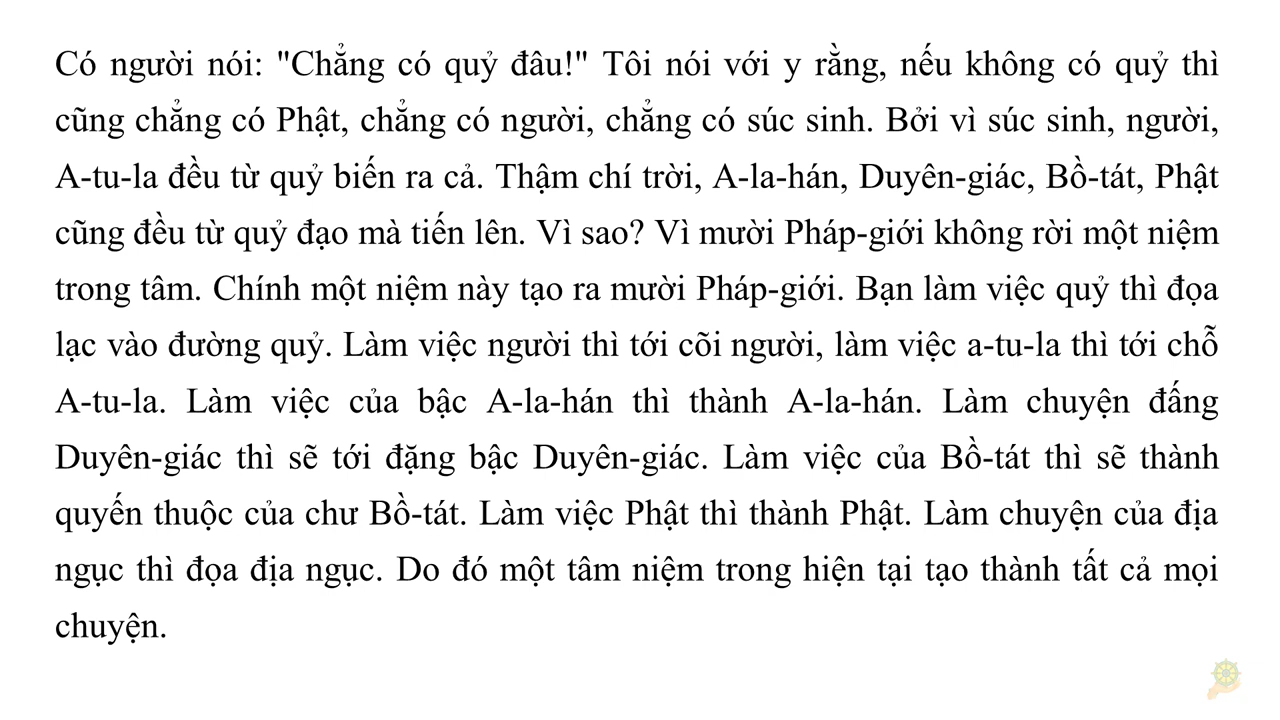 Có người nói: "Chẳng có quỷ đâu!" Tôi nói với y rằng, nếu không có quỷ thì
cũng chẳng có Phật, chẳng có người, chẳng có súc sinh. Bởi vì súc sinh, người,
A-tu-la đều từ quỷ biến ra cả. Thậm chí trời, A-la-hán, Duyên-giác, Bồ-tát, Phật
cũng đều từ quỷ đạo mà tiến lên. Vì sao? Vì mười Pháp-giới không rời một niệm
trong tâm. Chính một niệm này tạo ra mười Pháp-giới. Bạn làm việc quỷ thì đọa
lạc vào đường quỷ. Làm việc người thì tới cõi người, làm việc a-tu-la thì tới chỗ
A-tu-la. Làm việc của bậc A-la-hán thì thành A-la-hán. Làm chuyện đấng
Duyên-giác thì sẽ tới đặng bậc Duyên-giác. Làm việc của Bồ-tát thì sẽ thành
quyến thuộc của chư Bồ-tát. Làm việc Phật thì thành Phật. Làm chuyện của địa
ngục thì đọa địa ngục. Do đó một tâm niệm trong hiện tại tạo thành tất cả mọi
chuyện.